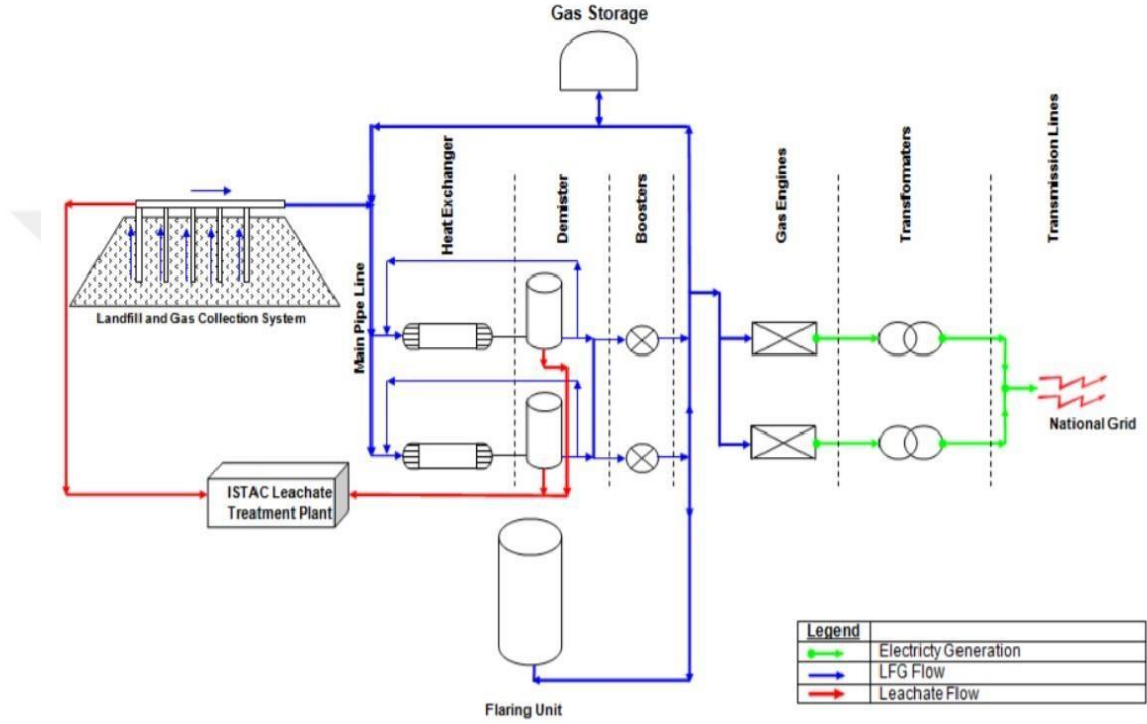 Gas Storage
Heat Exchanger
Demister
Boosters
Gas Engines
Transformaters
Transmission Lines
Main Pipe Line
Landfill and Gas Collection System
National Grid
ISTAC Leachate
Treatment Plant
Flaring Unit
Legend
Electricty Generation
LFG Flow
Leachate Flow